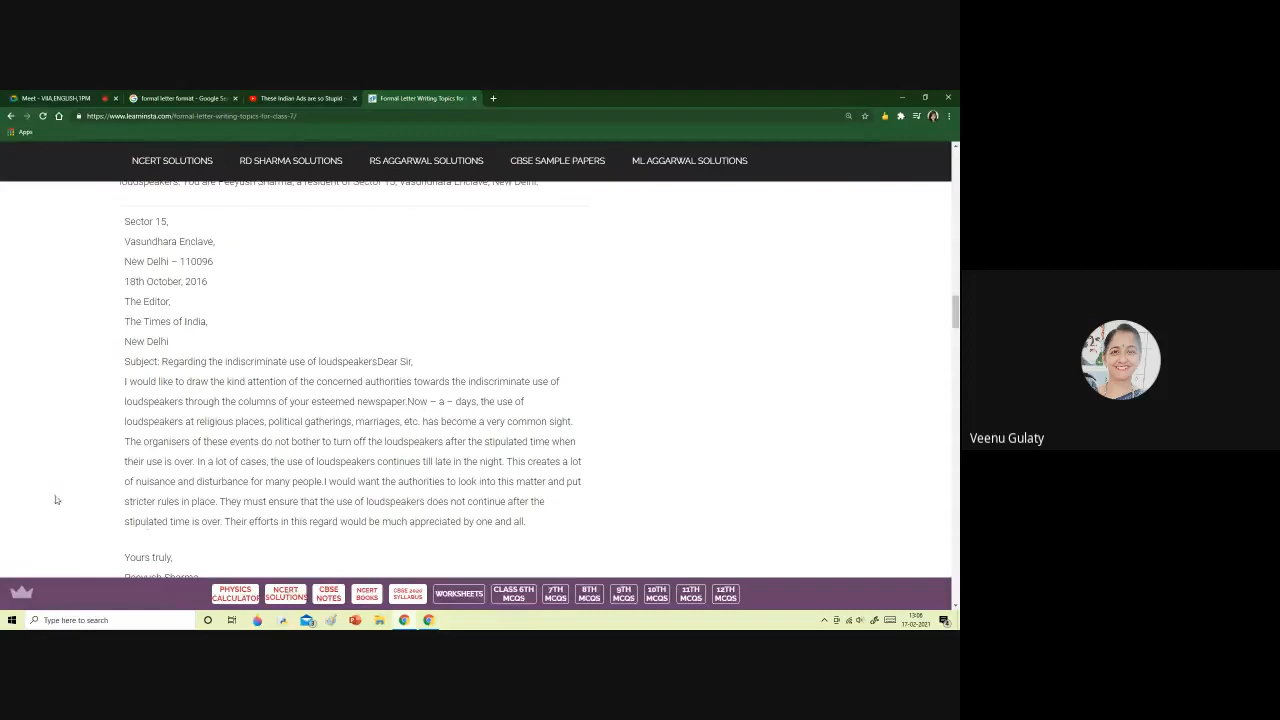 Meet - VIIA,ENGLISH,1PM
formal letter format - Google Se
These Indian Ads are so Stupid -
Formal Letter Writing Topics for
https://www.learninsta.com/formal-letter-writing-topics-for-class-7/
Apps
NCERT SOLUTIONS RD SHARMA SOLUTIONS RS AGGARWAL SOLUTIONS CBSE SAMPLE PAPERS ML AGGARWAL SOLUTIONS
loudspeakers. You are Peeyush Sharma, a resident of Sector 15, Vasundhara Enclave, New Delhi.
Sector 15,
Vasundhara Enclave,
New Delhi – 110096
18th October, 2016
The Editor,
The Times of India,
New Delhi
Subject: Regarding the indiscriminate use of loudspeakersDear Sir,
I would like to draw the kind attention of the concerned authorities towards the indiscriminate use of
loudspeakers through the columns of your esteemed newspaper.Now – a – days, the use of
loudspeakers at religious places, political gatherings, marriages, etc. has become a very common sight.
The organisers of these events do not bother to turn off the loudspeakers after the stipulated time when
their use is over. In a lot of cases, the use of loudspeakers continues till late in the night. This creates a lot
of nuisance and disturbance for many people.I would want the authorities to look into this matter and put
stricter rules in place. They must ensure that the use of loudspeakers does not continue after the
stipulated time is over. Their efforts in this regard would be much appreciated by one and all.
Yours truly,
Peeyush Sharma
Veenu Gulaty
PHYSICS CALCULATOR
NCERT SOLUTIONS
CBSE NOTES
NCERT BOOKS
CBSE 2020 SYLLABUS
WORKSHEETS
CLASS 6TH MCQS
7TH MCQS
8TH MCQS
9TH MCQS
10TH MCQS
11TH MCQS
12TH MCQS
Type here to search
13:06
17-02-2021